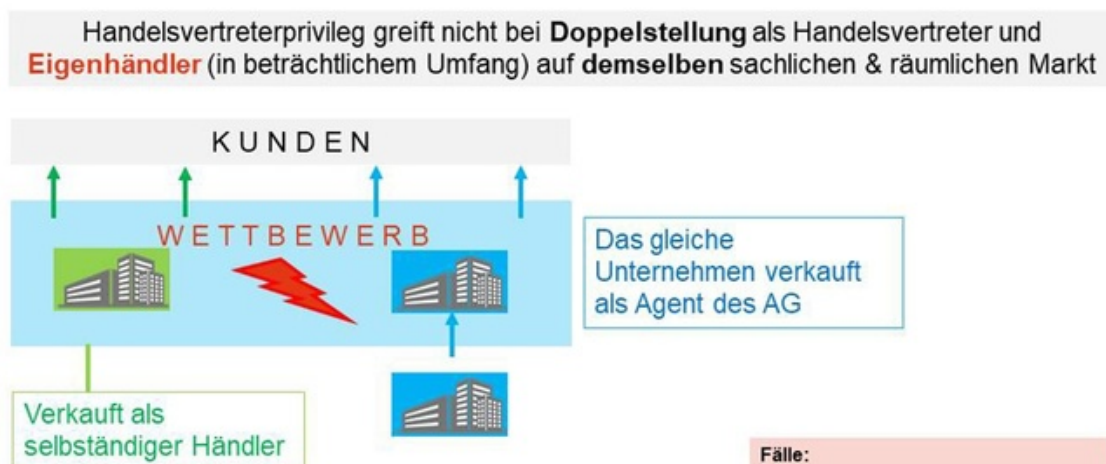 Handelsvertreterprivileg greift nicht bei Doppelstellung als Handelsvertreter und
Eigenhändler (in beträchtlichem Umfang) auf demselben sachlichen & räumlichen Markt
KUNDEN
WETTBEWERB
Das gleiche
Unternehmen verkauft
als Agent des AG
Verkauft als
selbständiger Händler
Fälle: